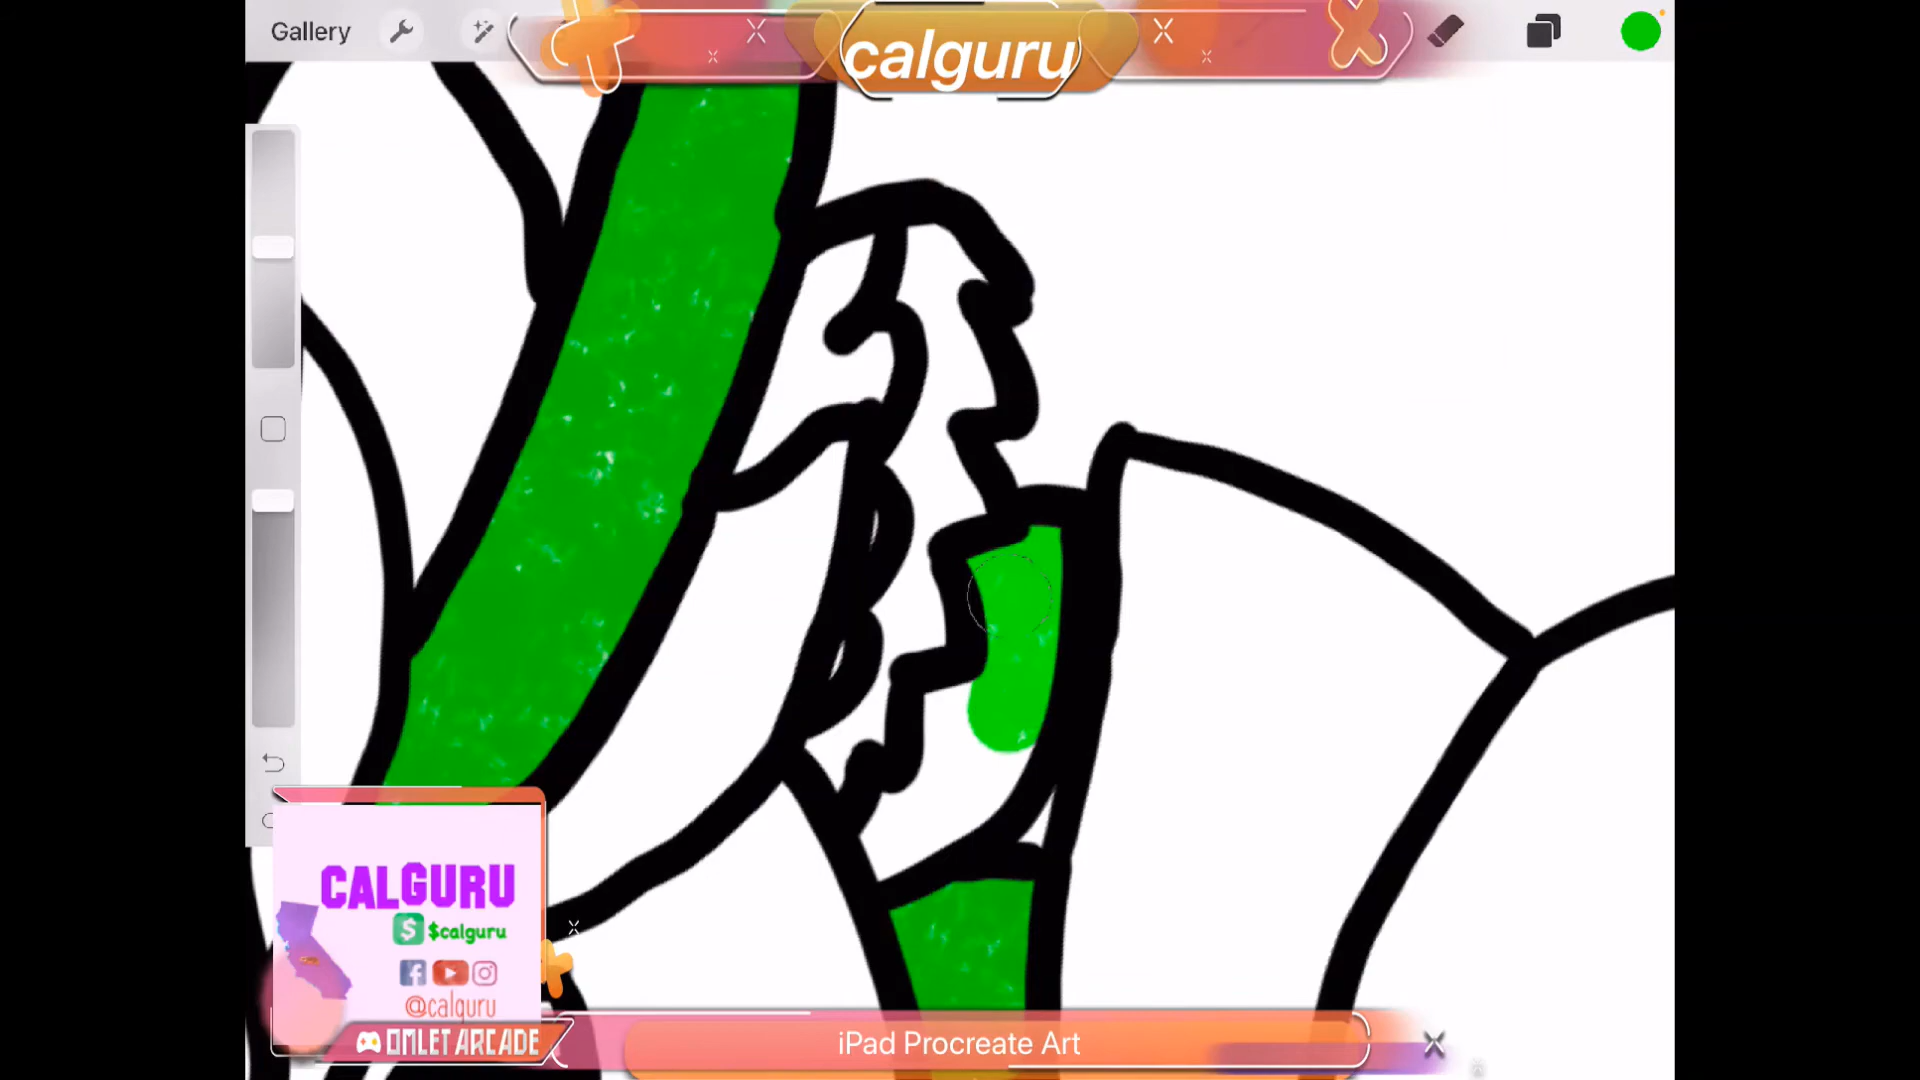 Gallery
calguru
CALGURU
$ $calguru
@calguru
OMLET ARCADE
iPad Procreate Art